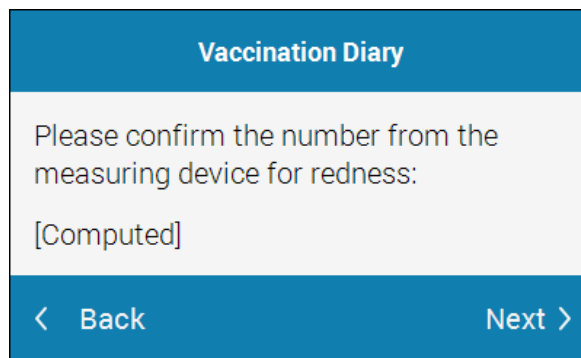 Vaccination Diary
Please confirm the number from the
measuring device for redness:
[Computed]
Back
Next